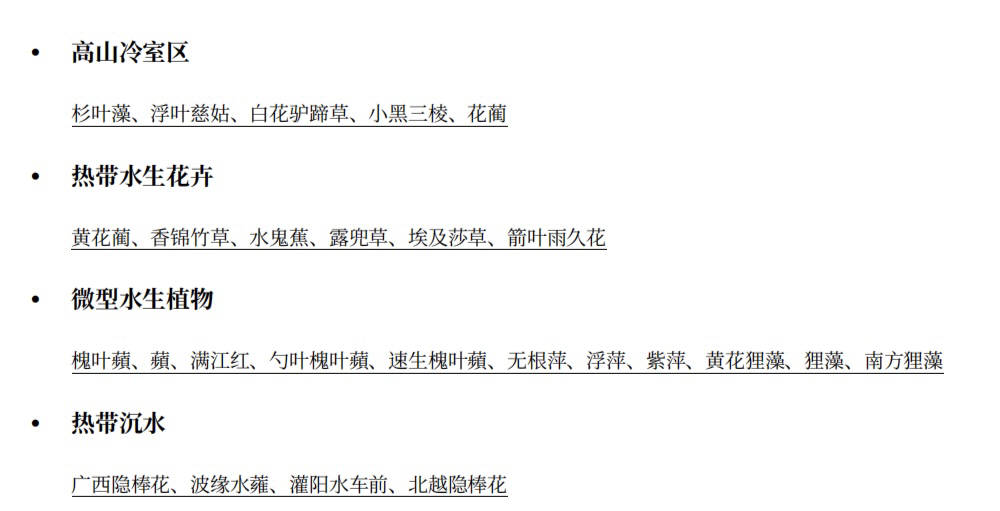 • 高山冷室区
杉叶藻、浮叶慈姑、白花驴蹄草、小黑三棱、花蔺
• 热带水生花卉
黄花蔺、香锦竹草、水鬼蕉、露兜草、埃及莎草、箭叶雨久花
• 微型水生植物
槐叶蘋、蘋、满江红、勺叶槐叶蘋、速生槐叶蘋、无根萍、浮萍、紫萍、黄花狸藻、狸藻、南方狸藻
• 热带沉水
广西隐棒花、波缘水蕹、灌阳水车前、北越隐棒花